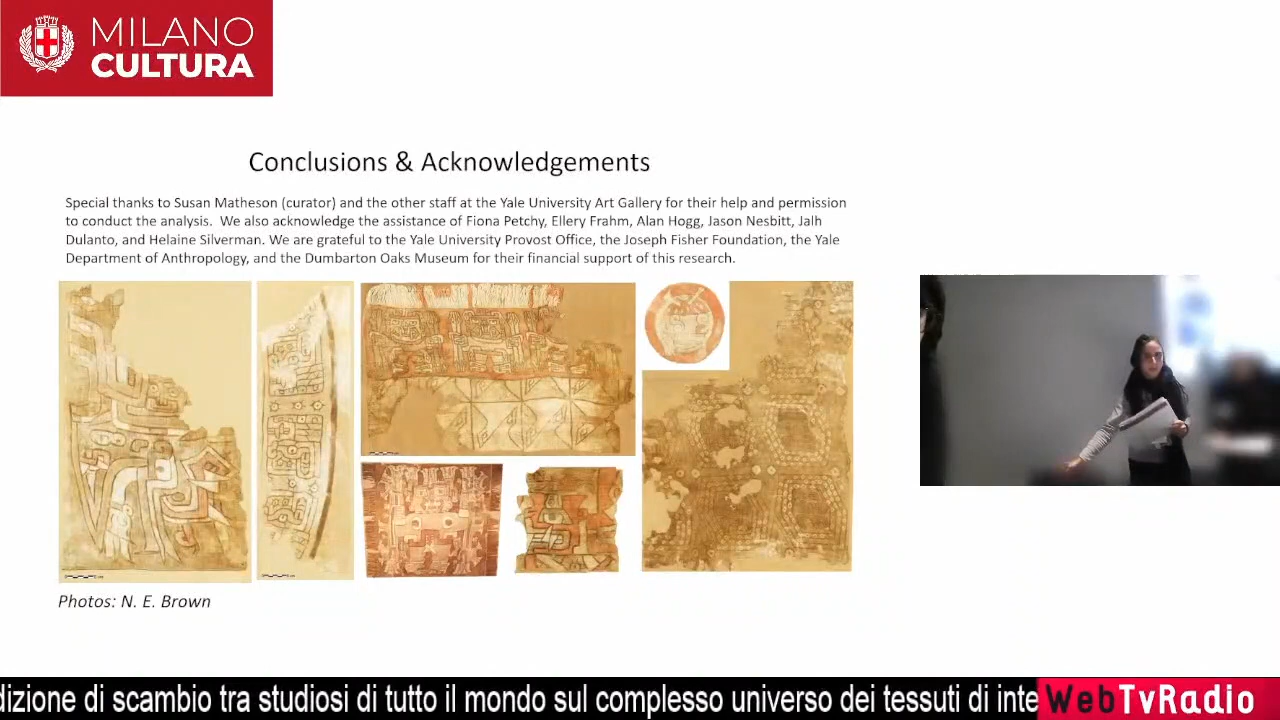 MILANO
CULTURA
Conclusions & Acknowledgements
Special thanks to Susan Matheson (curator) and the other staff at the Yale University Art Gallery for their help and permission
to conduct the analysis. We also acknowledge the assistance of Fiona Petchy, Ellery Frahm, Alan Hogg, Jason Nesbitt, Jalh
Dulanto, and Helaine Silverman. We are grateful to the Yale University Provost Office, the Joseph Fisher Foundation, the Yale
Department of Anthropology, and the Dumbarton Oaks Museum for their financial support of this research.
Photos: N. E. Brown
dizione di scambio tra studiosi di tutto il mondo sul complesso universo dei tessuti di inte
WebTvRadio